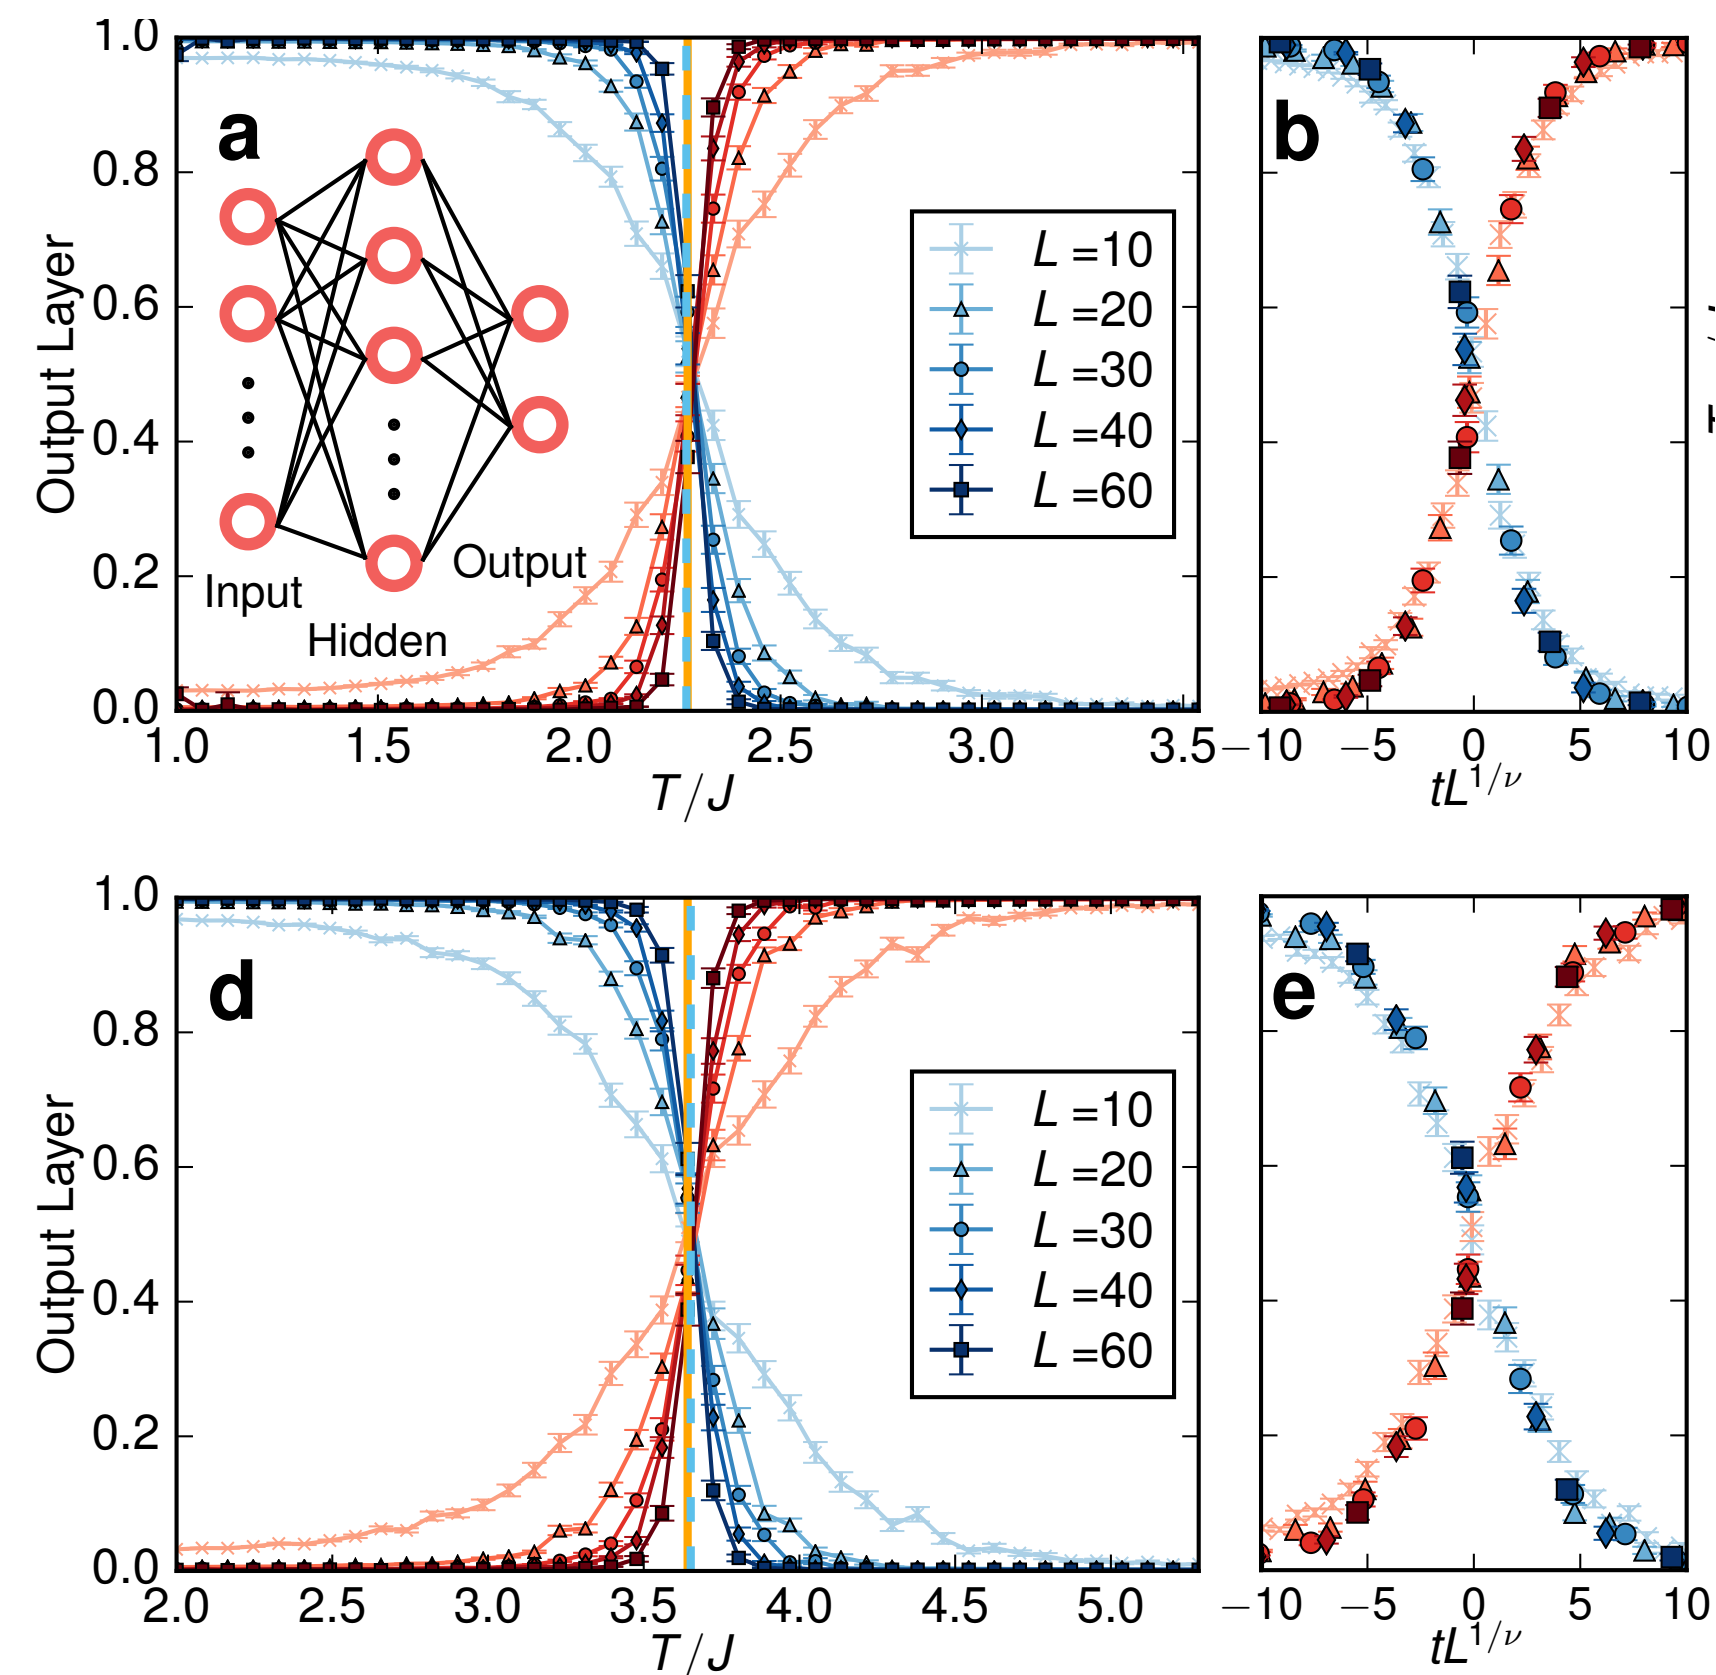 a
Output Layer
1.0
0.8
0.6
0.4
0.2
0.0
Input
Hidden
Output
L =10
L =20
L =30
L =40
L =60
1.0 1.5 2.0 2.5 3.0 3.5
T/J
b
−10 −5 0 5 10
tL^{1/ν}
d
Output Layer
1.0
0.8
0.6
0.4
0.2
0.0
L =10
L =20
L =30
L =40
L =60
2.0 2.5 3.0 3.5 4.0 4.5 5.0
T/J
e
−10 −5 0 5 10
tL^{1/ν}